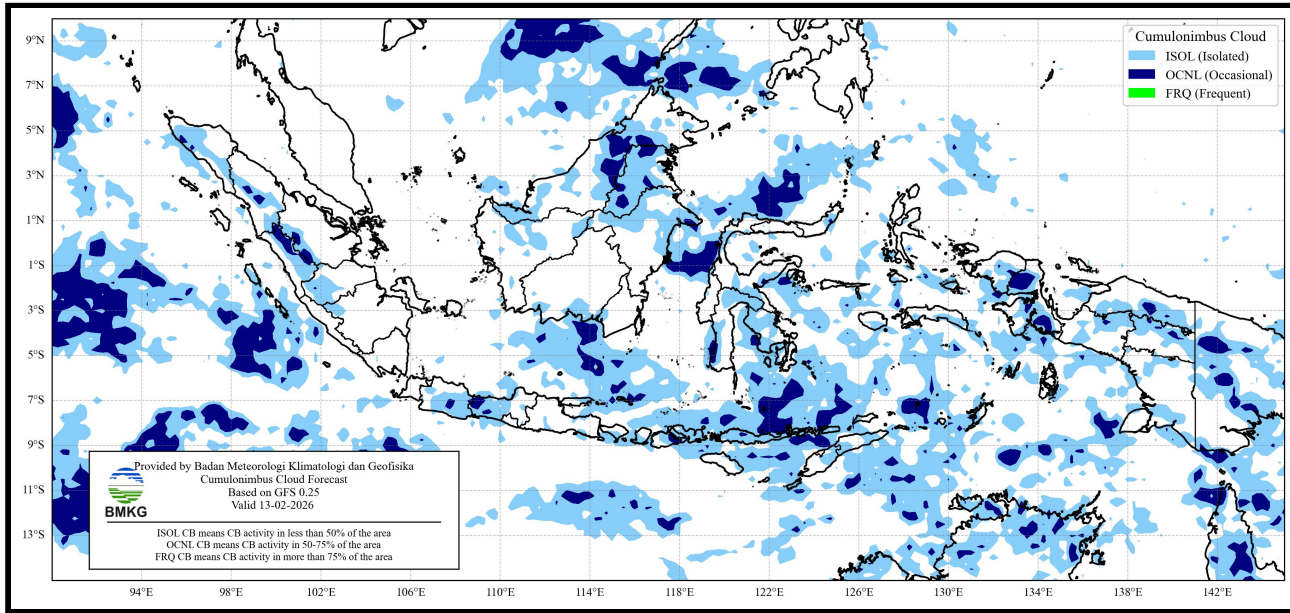 Cumulonimbus Cloud
ISOL (Isolated)
OCNL (Occasional)
FRQ (Frequent)
9°N
7°N
5°N
3°N
1°N
1°S
3°S
5°S
7°S
9°S
11°S
13°S
Provided by Badan Meteorologi Klimatologi dan Geofisika
Cumulonimbus Cloud Forecast
Based on GFS 0.25
Valid 13-02-2026
BMKG
ISOL CB means CB activity in less than 50% of the area
OCNL CB means CB activity in 50-75% of the area
FRQ CB means CB activity in more than 75% of the area
94°E 98°E 102°E 106°E 110°E 114°E 118°E 122°E 126°E 130°E 134°E 138°E 142°E